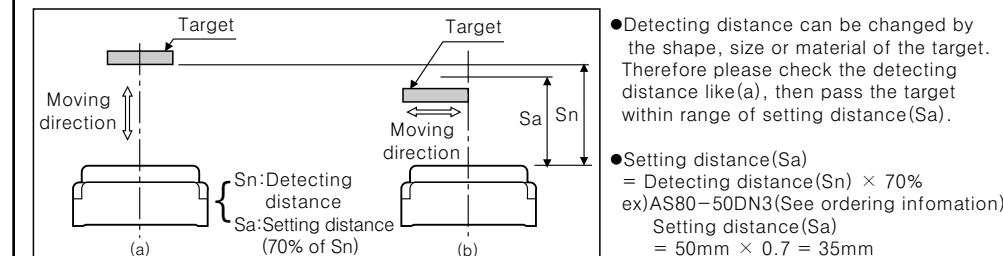 Target
Moving
direction
Sn:Detecting
distance
Sa:Setting distance
(70% of Sn)
(a)
Target
Moving
direction
Sa
Sn
(b)
●Detecting distance can be changed by
the shape, size or material of the target.
Therefore please check the detecting
distance like(a), then pass the target
within range of setting distance(Sa).
●Setting distance(Sa)
= Detecting distance(Sn) × 70%
ex)AS80-50DN3(See ordering infomation)
Setting distance(Sa)
= 50mm × 0.7 = 35mm